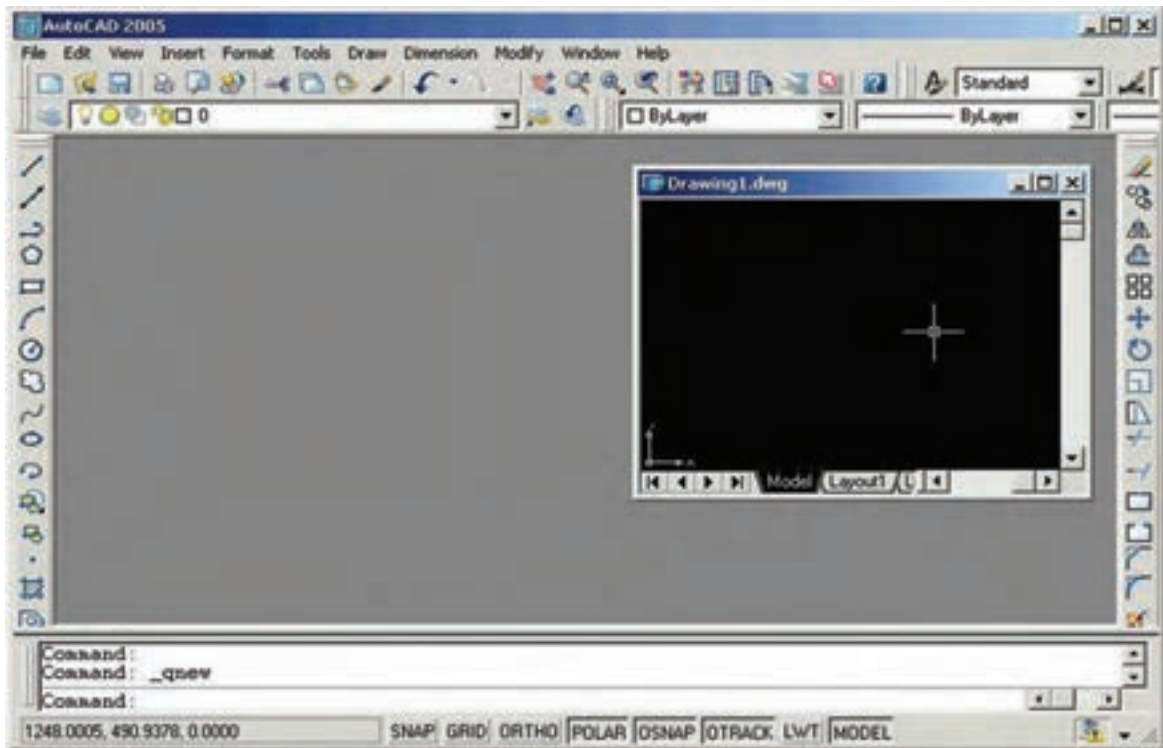 AutoCAD 2005
File Edit View Insert Format Tools Draw Dimension Modify Window Help
Standard
0 ByLayer ByLayer
Drawing1.dwg
Model Layout1 L
Command:
Command: _qnew
Command:
1248.0005, 490.9378, 0.0000 SNAP GRID ORTHO POLAR OSNAP OTRACK LWT MODEL